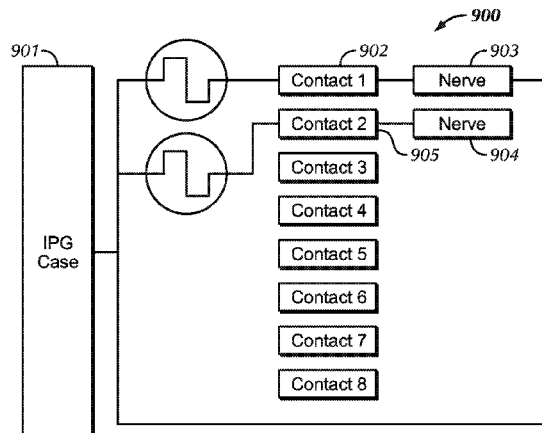 900
901
902
903
Contact 1
Nerve
Contact 2
Nerve
905
904
Contact 3
Contact 4
IPG
Case
Contact 5
Contact 6
Contact 7
Contact 8